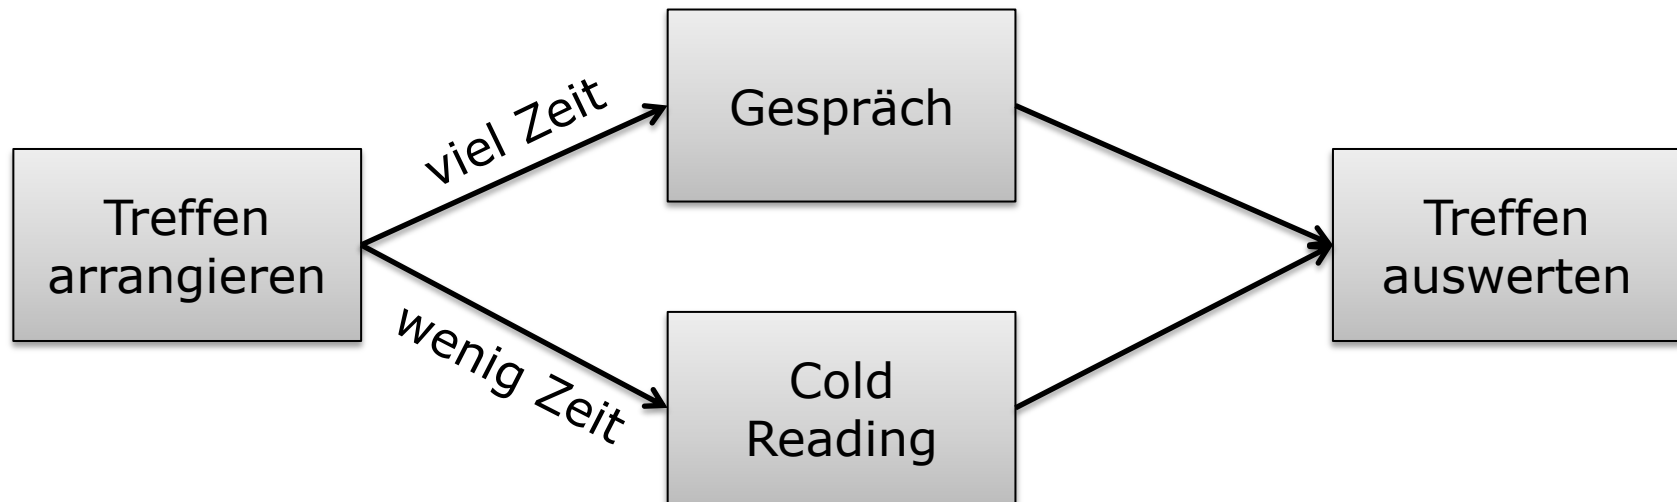 Treffen
arrangieren
viel Zeit
wenig Zeit
Gespräch
Cold
Reading
Treffen
auswerten